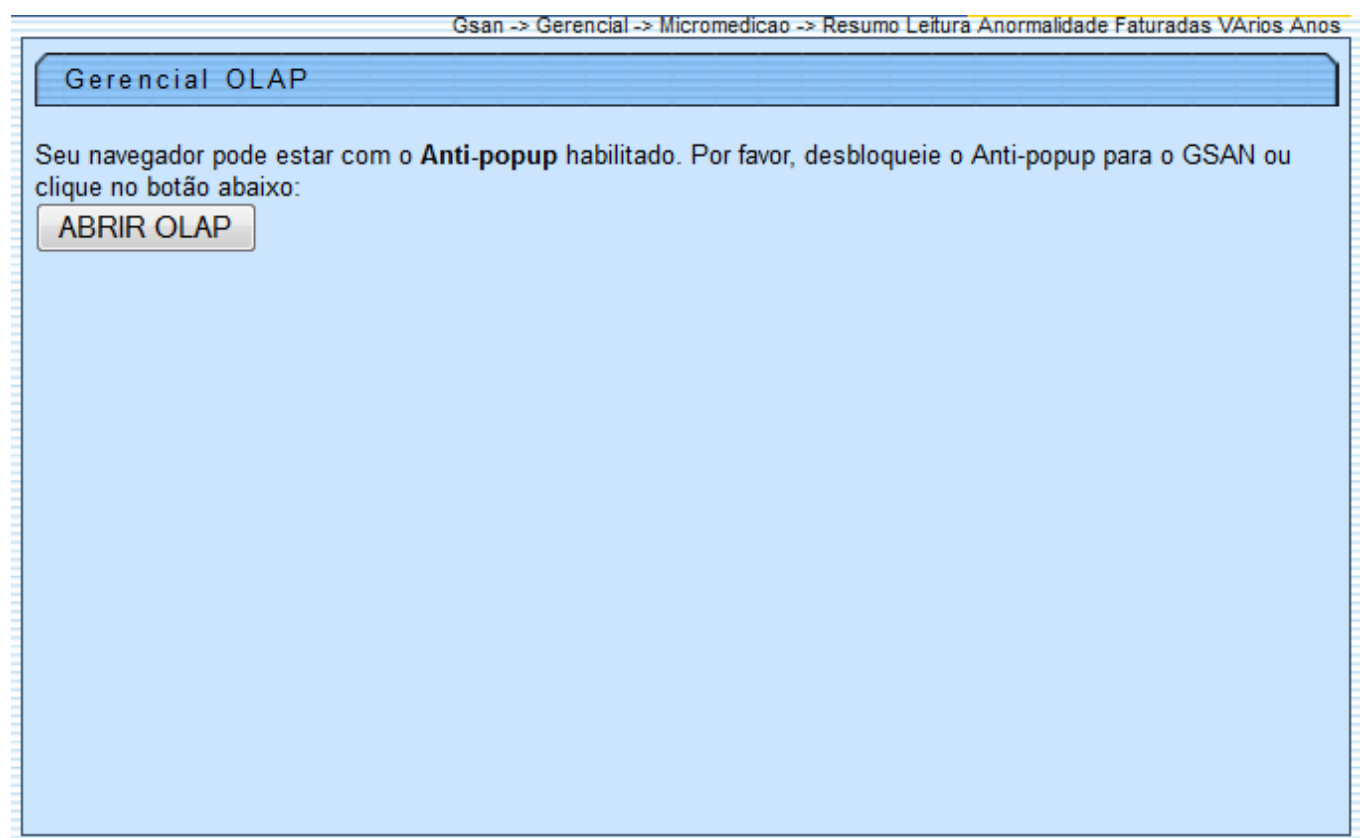 Gsan -> Gerencial -> Micromedicao -> Resumo Leitura Anormalidade Faturadas VArios Anos
Gerencial OLAP
Seu navegador pode estar com o Anti-popup habilitado. Por favor, desbloqueie o Anti-popup para o GSAN ou
clique no botão abaixo:
ABRIR OLAP